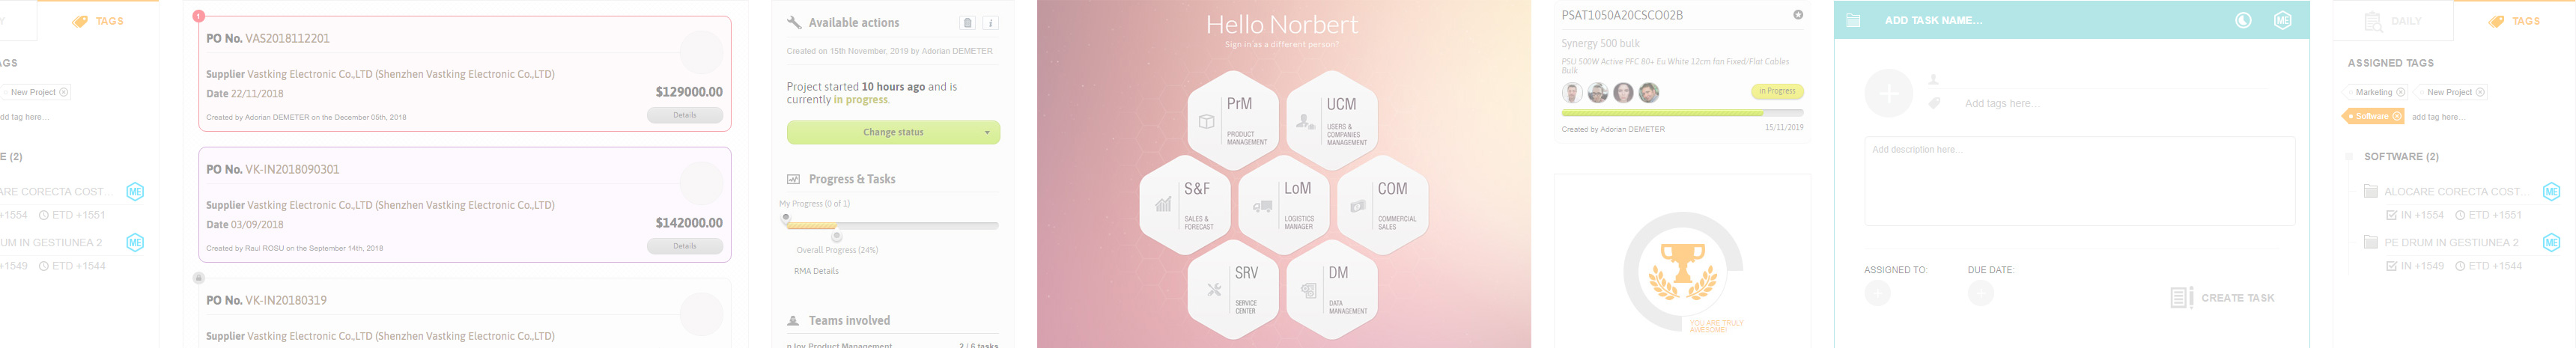 Y
TAGS
AGS
New Project
dd tag here...
E (2)
ARE CORECTA COST...
ME
+1554 ETD +1551
UM IN GESTIUNEA 2
ME
+1549 ETD +1544
1
PO No. VAS2018112201
Supplier Vastking Electronic Co.,LTD (Shenzhen Vastking Electronic Co.,LTD)
Date 22/11/2018
$129000.00
Created by Adorian DEMETER on the December 05th, 2018
Details
PO No. VK-IN2018090301
Supplier Vastking Electronic Co.,LTD (Shenzhen Vastking Electronic Co.,LTD)
Date 03/09/2018
$142000.00
Created by Raul ROSU on the September 14th, 2018
Details
PO No. VK-IN20180319
Supplier Vastking Electronic Co.,LTD (Shenzhen Vastking Electronic Co.,LTD)
Available actions
i
Created on 15th November, 2019 by Adorian DEMETER
Project started 10 hours ago and is
currently in progress.
Change status
Progress & Tasks
My Progress (0 of 1)
Overall Progress (24%)
RMA Details
Teams involved
nJoy Product Management 2 / 6 tasks
Hello Norbert
Sign in as a different person?
PrM
PRODUCT
MANAGEMENT
UCM
USERS &
COMPANIES
MANAGEMENT
S&F
SALES &
FORECAST
LoM
LOGISTICS
MANAGER
COM
COMMERCIAL
SALES
SRV
SERVICE
CENTER
DM
DATA
MANAGEMENT
PSAT1050A20CSCO02B
Synergy 500 bulk
PSU 500W Active PFC 80+ Eu White 12cm fan Fixed/Flat Cables
Bulk
in Progress
Created by Adorian DEMETER
15/11/2019
YOU ARE TRULY
AWESOME!
ADD TASK NAME...
ME
Add tags here...
Add description here...
ASSIGNED TO:
DUE DATE:
CREATE TASK
DAILY
TAGS
ASSIGNED TAGS
Marketing
New Project
Software
add tag here...
SOFTWARE (2)
ALOCARE CORECTA COST...
ME
IN +1554 ETD +1551
PE DRUM IN GESTIUNEA 2
ME
IN +1549 ETD +1544